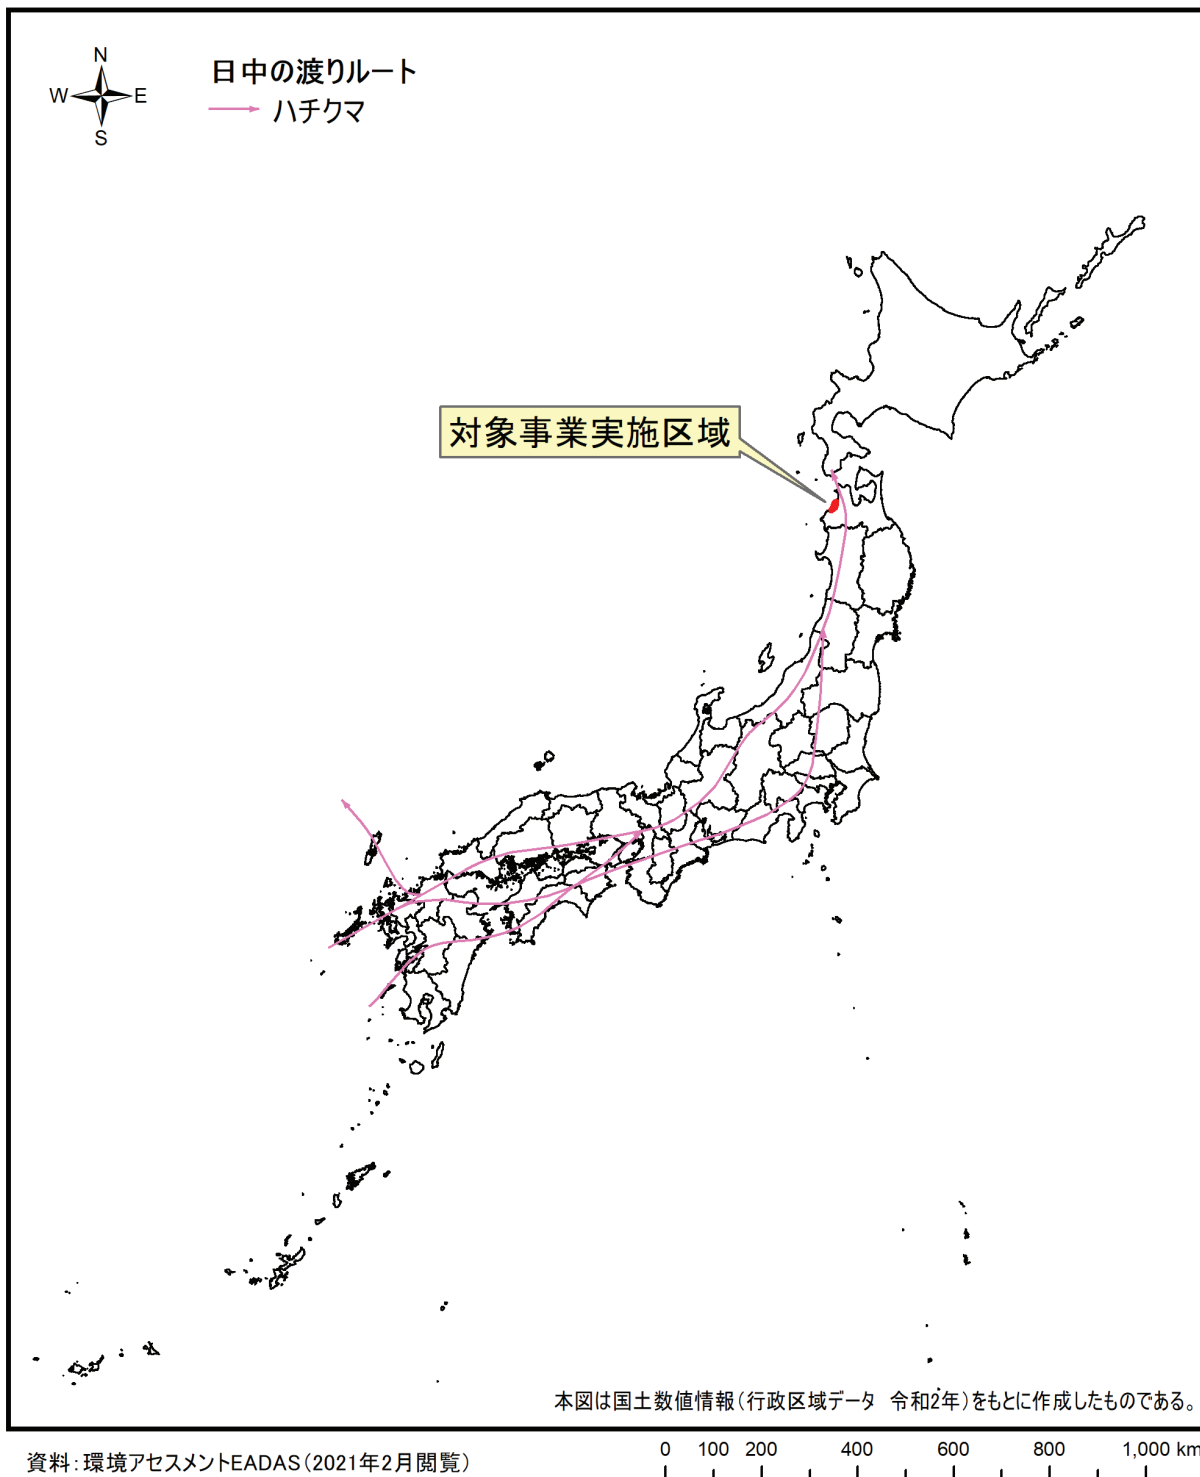 N
W E
S
日中の渡りルート
ハチクマ
対象事業実施区域
本図は国土数値情報(行政区域データ 令和2年)をもとに作成したものである。
資料:環境アセスメントEADAS(2021年2月閲覧)
0 100 200 400 600 800 1,000 km